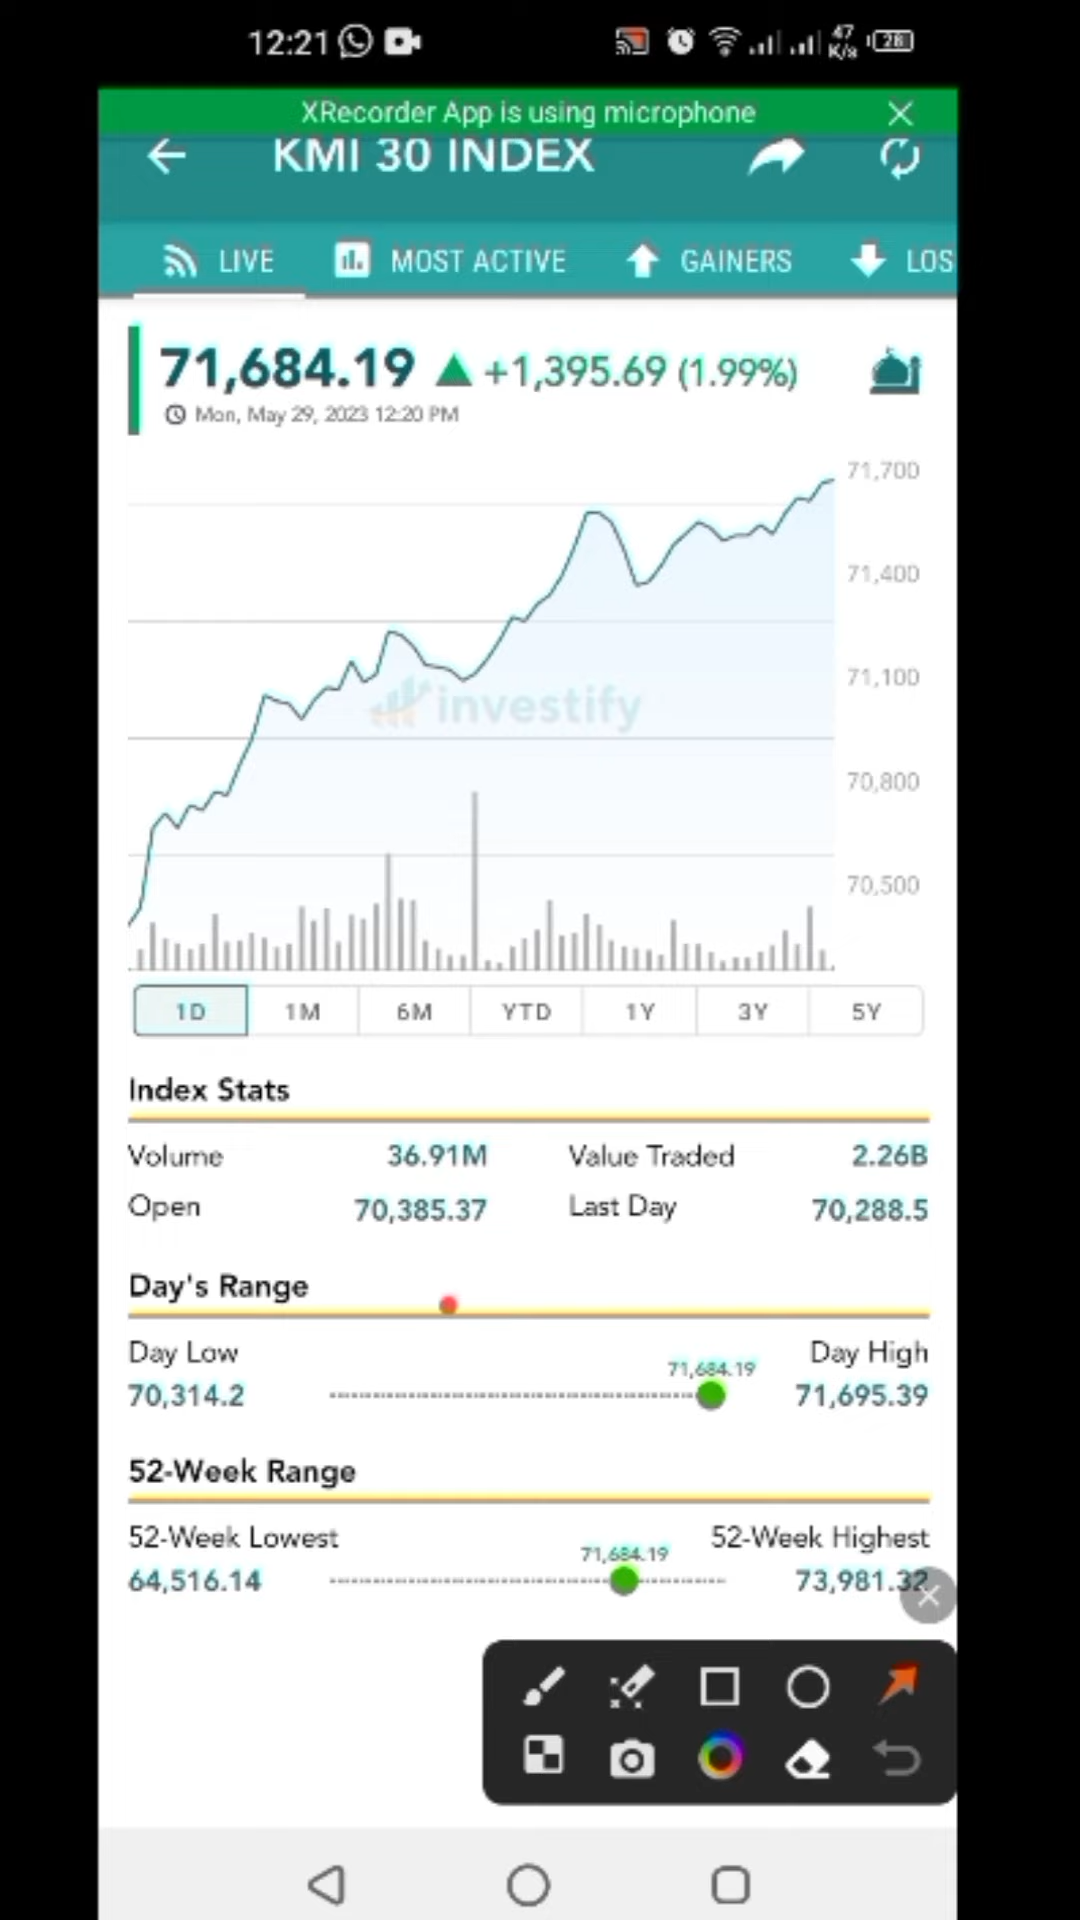 12:21
47
K/s
28
XRecorder App is using microphone
KMI 30 INDEX
LIVE
MOST ACTIVE
GAINERS
LOS
71,684.19 +1,395.69 (1.99%)
Mon, May 29, 2023 12:20 PM
71,700
71,400
71,100
investify
70,800
70,500
1D 1M 6M YTD 1Y 3Y 5Y
Index Stats
Volume 36.91M Value Traded 2.26B
Open 70,385.37 Last Day 70,288.5
Day's Range
Day Low Day High
71,684.19
70,314.2 71,695.39
52-Week Range
52-Week Lowest 52-Week Highest
71,684.19
64,516.14 73,981.32